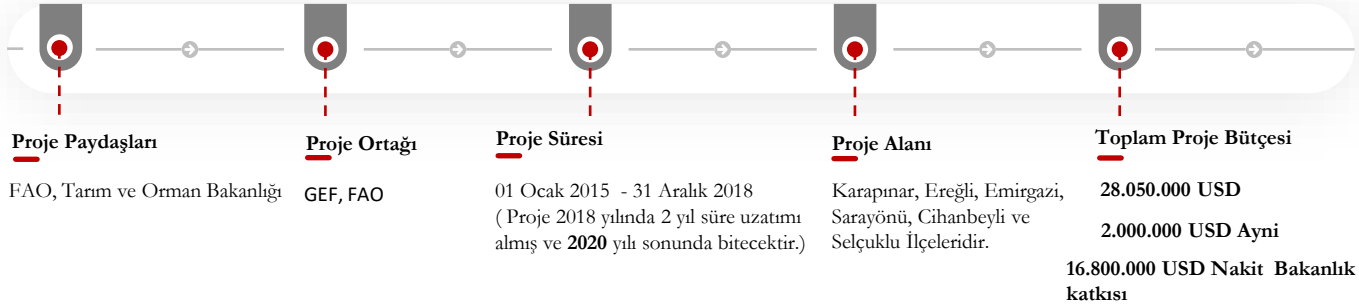 Proje Paydaşları
FAO, Tarım ve Orman Bakanlığı
Proje Ortağı
GEF, FAO
Proje Süresi
01 Ocak 2015 - 31 Aralık 2018
( Proje 2018 yılında 2 yıl süre uzatımı
almış ve 2020 yılı sonunda bitecektir.)
Proje Alanı
Karapınar, Ereğli, Emirgazi,
Sarayönü, Cihanbeyli ve
Selçuklu İlçeleridir.
Toplam Proje Bütçesi
28.050.000 USD
2.000.000 USD Ayni
16.800.000 USD Nakit Bakanlık
katkısı